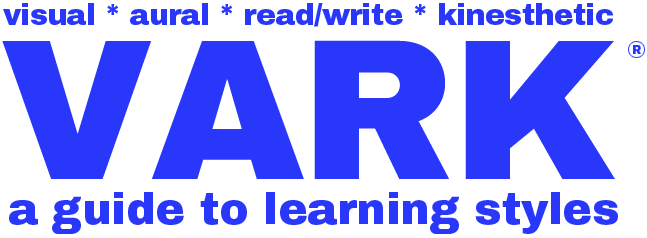 visual * aural * read/write * kinesthetic
VARK®
a guide to learning styles